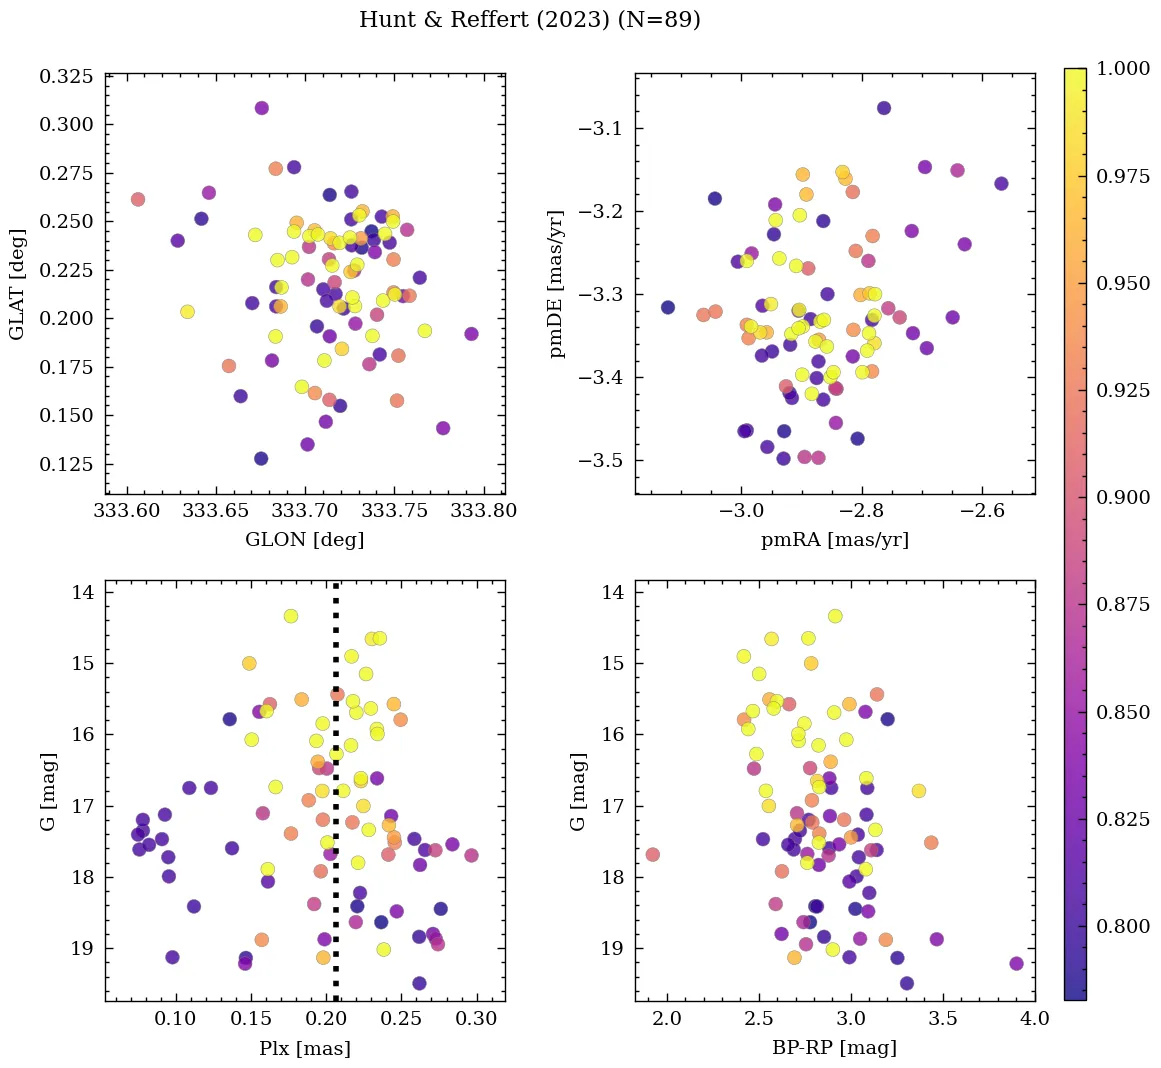 Hunt & Reffert (2023) (N=89)
0.325
0.300
0.275
0.250
0.225
0.200
0.175
0.150
0.125
GLAT [deg]
333.60 333.65 333.70 333.75 333.80
GLON [deg]
−3.1
−3.2
−3.3
−3.4
−3.5
pmDE [mas/yr]
−3.0 −2.8 −2.6
pmRA [mas/yr]
14
15
16
17
18
19
G [mag]
0.10 0.15 0.20 0.25 0.30
Plx [mas]
14
15
16
17
18
19
G [mag]
2.0 2.5 3.0 3.5 4.0
BP-RP [mag]
1.000
0.975
0.950
0.925
0.900
0.875
0.850
0.825
0.800